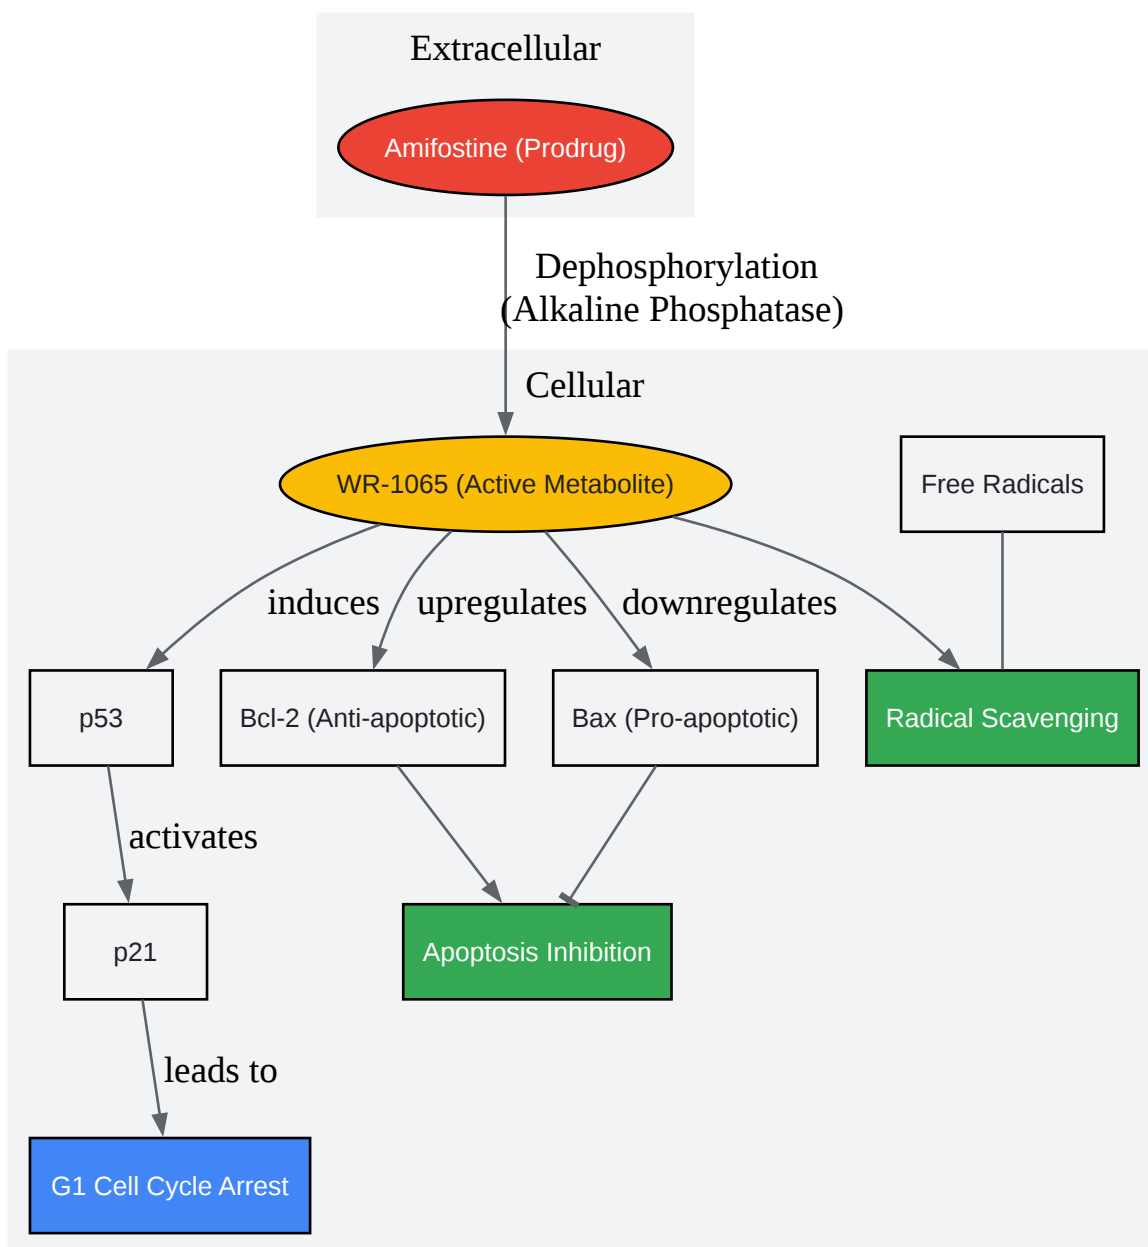 Extracellular
Amifostine (Prodrug)
Dephosphorylation
(Alkaline Phosphatase)
Cellular
WR-1065 (Active Metabolite)
Free Radicals
induces
upregulates
downregulates
p53
Bcl-2 (Anti-apoptotic)
Bax (Pro-apoptotic)
Radical Scavenging
activates
p21
Apoptosis Inhibition
leads to
G1 Cell Cycle Arrest